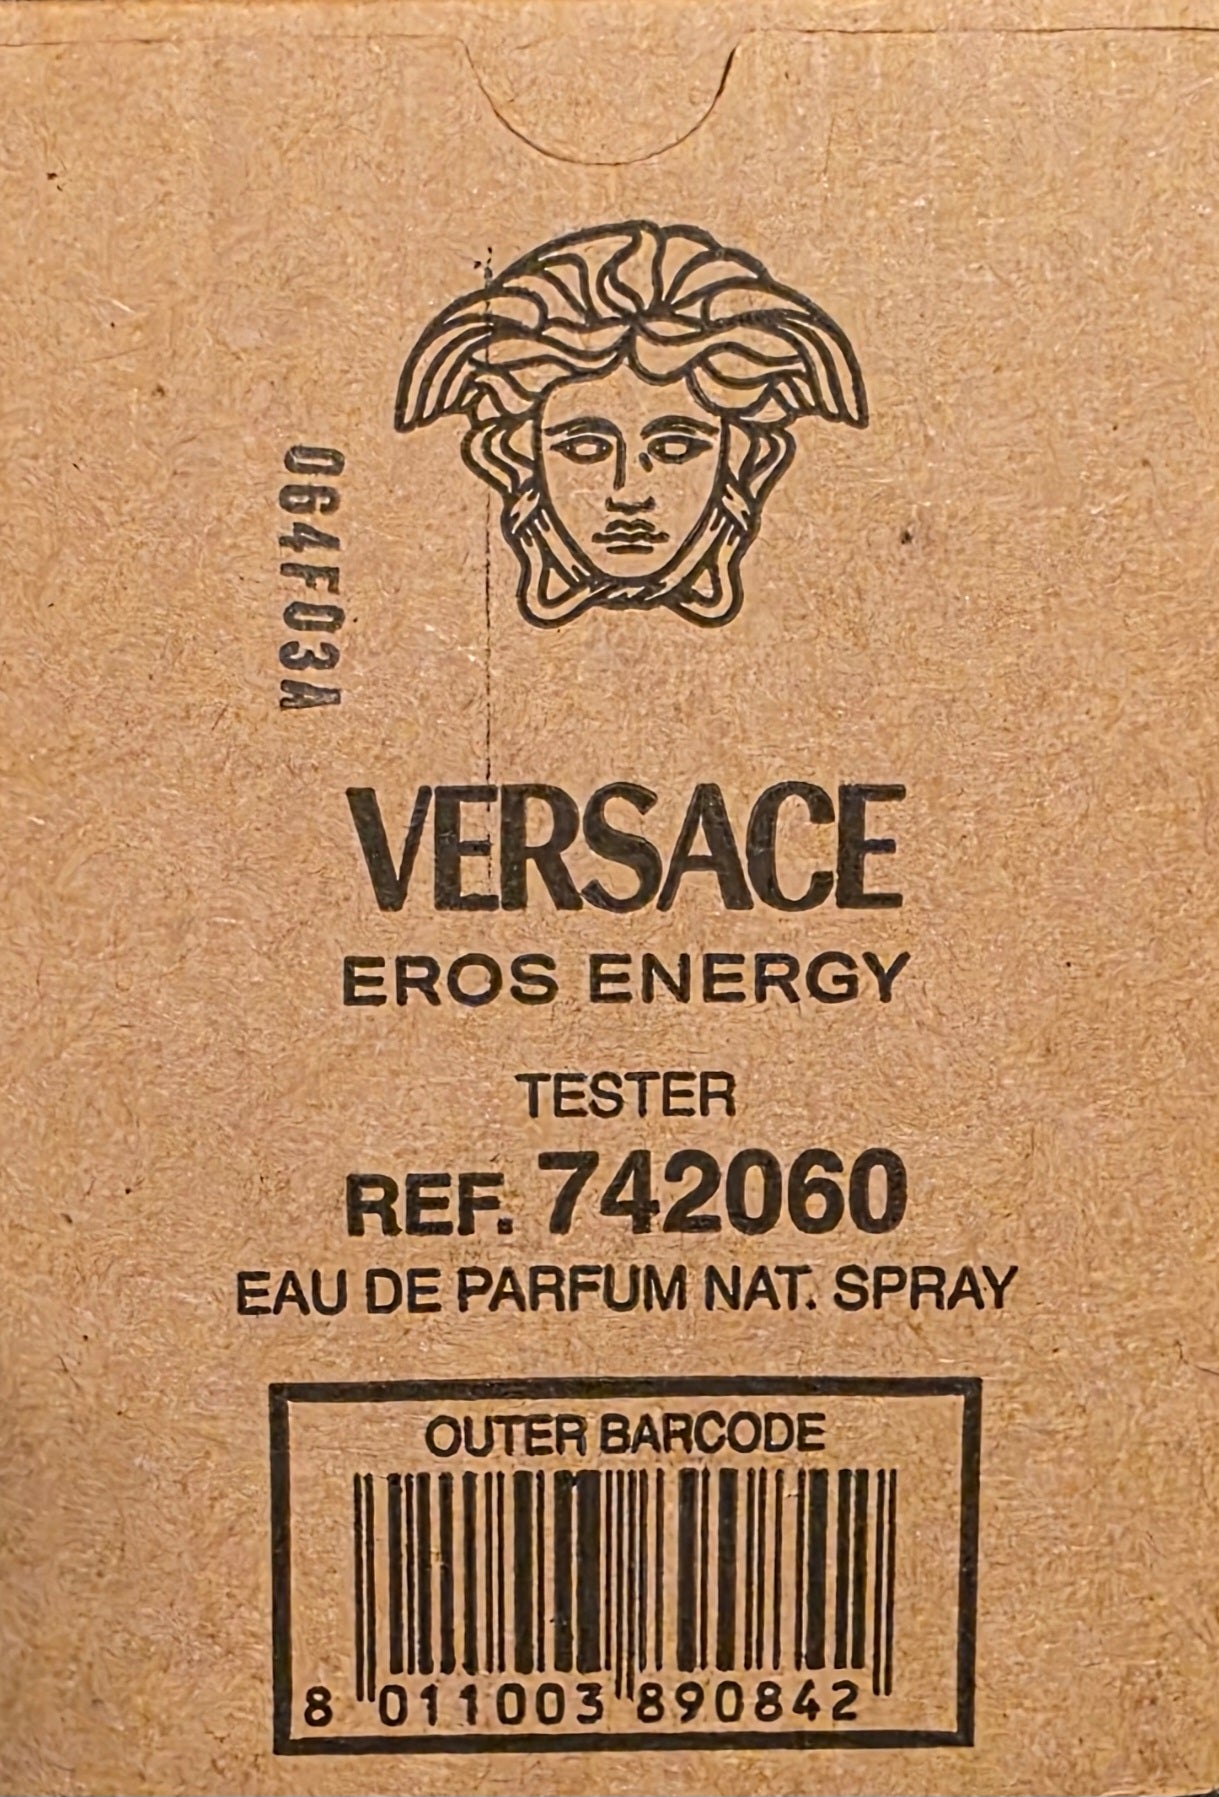 064F03A
VERSACE
EROS ENERGY
TESTER
REF. 742060
EAU DE PARFUM NAT. SPRAY
OUTER BARCODE
8 011003 890842